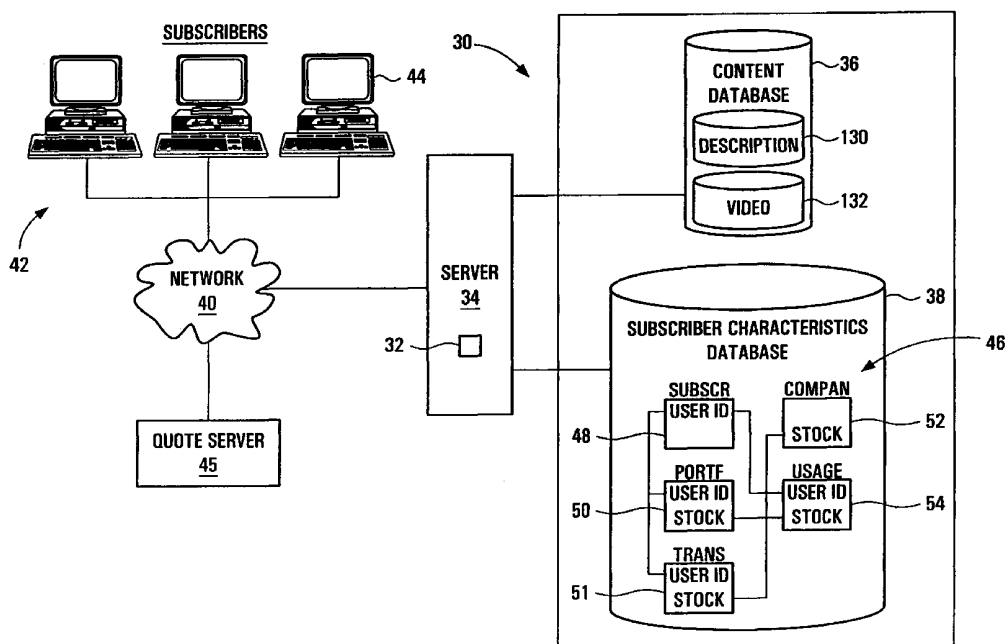 SUBSCRIBERS
44
42
NETWORK
40
QUOTE SERVER
45
SERVER
34
32
30
CONTENT
DATABASE
36
DESCRIPTION
130
VIDEO
132
38
SUBSCRIBER CHARACTERISTICS
DATABASE
46
SUBSCR
USER ID
48
COMPAN
STOCK
52
PORTF
USER ID
STOCK
50
USAGE
USER ID
STOCK
54
TRANS
USER ID
STOCK
51